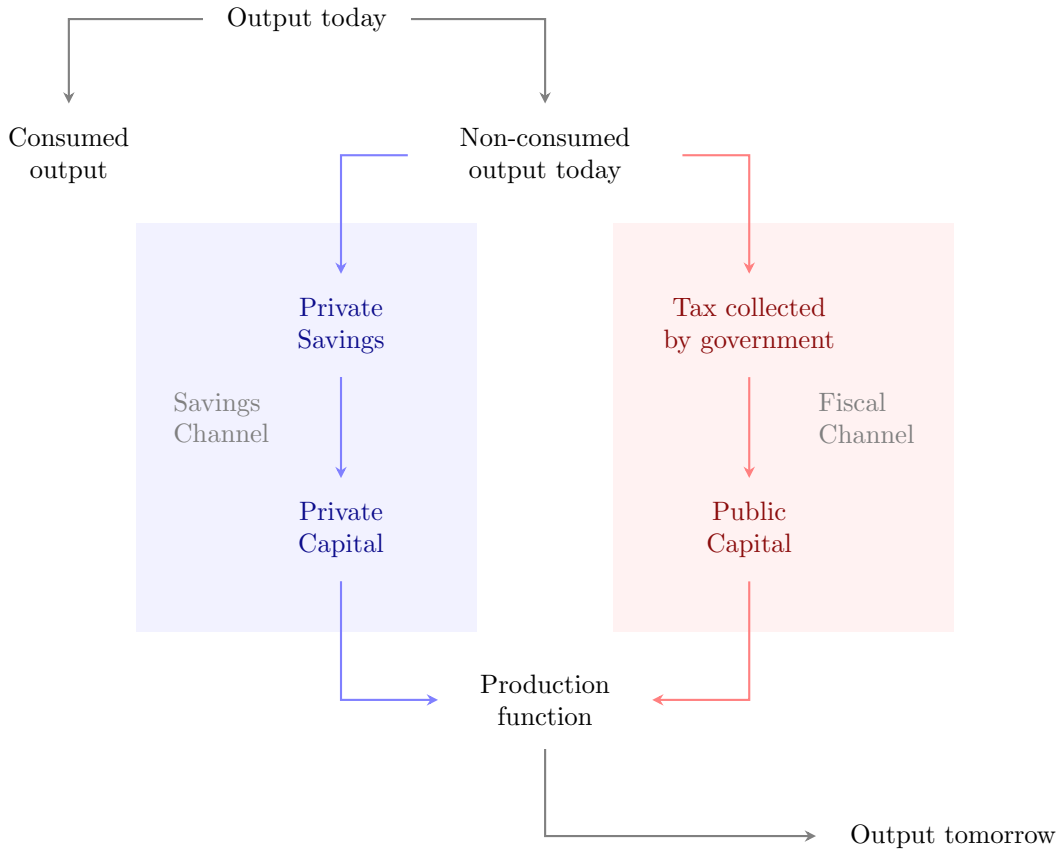 Output today
Consumed
output
Non-consumed
output today
Private
Savings
Tax collected
by government
Savings
Channel
Fiscal
Channel
Private
Capital
Public
Capital
Production
function
Output tomorrow